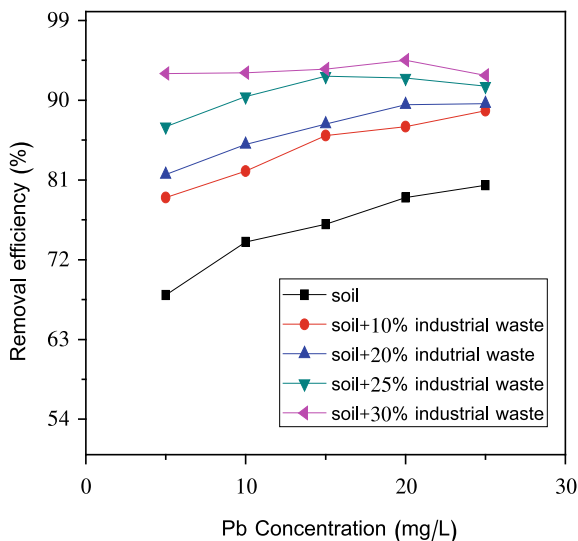 99
90
81
72
63
54
Removal efficiency (%)
soil
soil+10% industrial waste
soil+20% indutrial waste
soil+25% industrial waste
soil+30% industrial waste
0 10 20 30
Pb Concentration (mg/L)